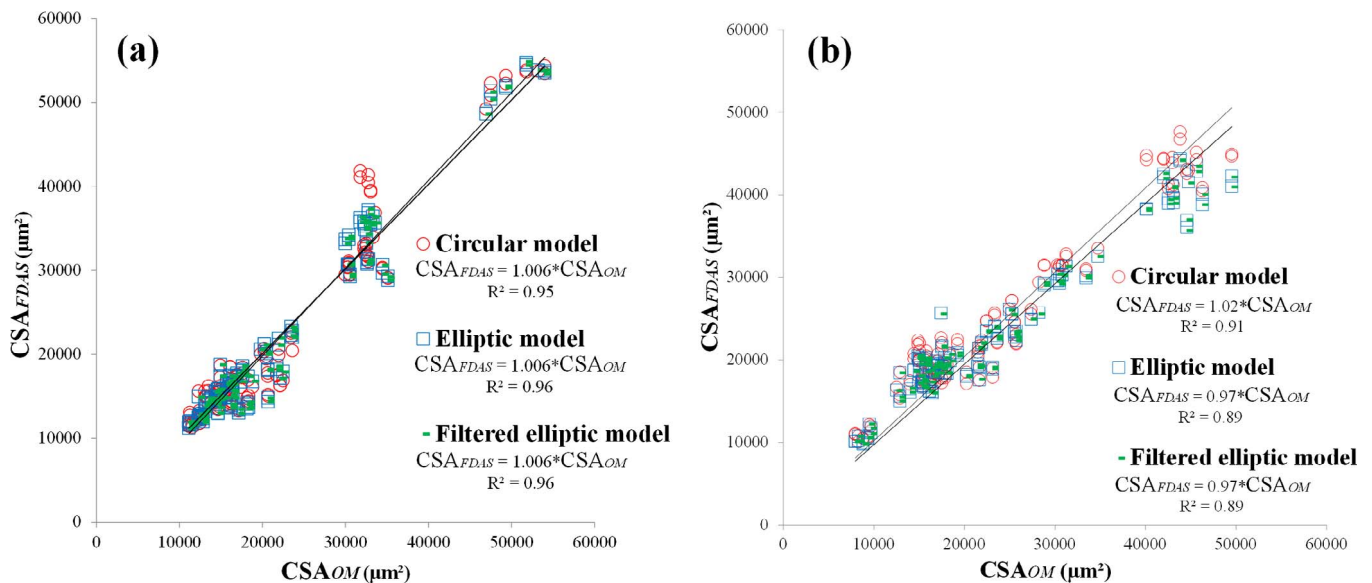 (a)
60000
50000
40000
30000
20000
10000
0
CSAFDAS (µm²)
0 10000 20000 30000 40000 50000 60000
CSAOM (µm²)
Circular model
CSAFDAS = 1.006*CSAOM
R² = 0.95
Elliptic model
CSAFDAS = 1.006*CSAOM
R² = 0.96
Filtered elliptic model
CSAFDAS = 1.006*CSAOM
R² = 0.96
(b)
60000
50000
40000
30000
20000
10000
0
CSAFDAS (µm²)
0 10000 20000 30000 40000 50000 60000
CSAOM (µm²)
Circular model
CSAFDAS = 1.02*CSAOM
R² = 0.91
Elliptic model
CSAFDAS = 0.97*CSAOM
R² = 0.89
Filtered elliptic model
CSAFDAS = 0.97*CSAOM
R² = 0.89